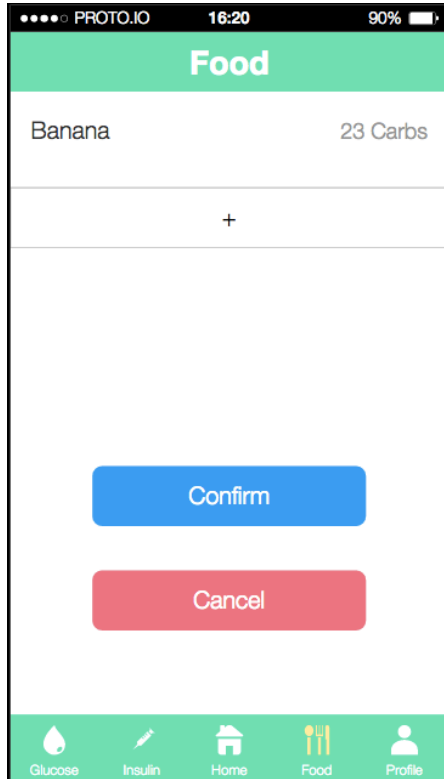 PROTO.IO 16:20 90%
Food
Banana 23 Carbs
+
Confirm
Cancel
Glucose Insulin Home Food Profile